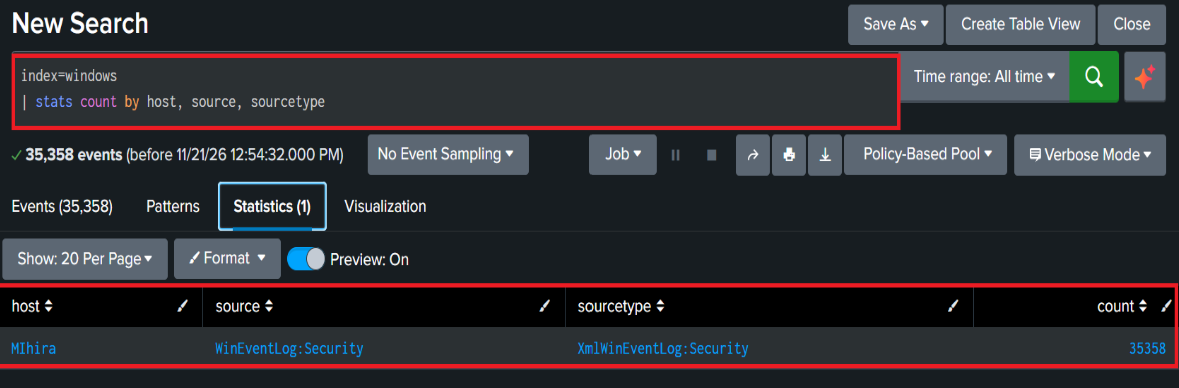 New Search
Save As
Create Table View
Close
index=windows
| stats count by host, source, sourcetype
Time range: All time
35,358 events (before 11/21/26 12:54:32.000 PM)
No Event Sampling
Job
Policy-Based Pool
Verbose Mode
Events (35,358)
Patterns
Statistics (1)
Visualization
Show: 20 Per Page
Format
Preview: On
host source sourcetype count
MIhira WinEventLog:Security XmlWinEventLog:Security 35358